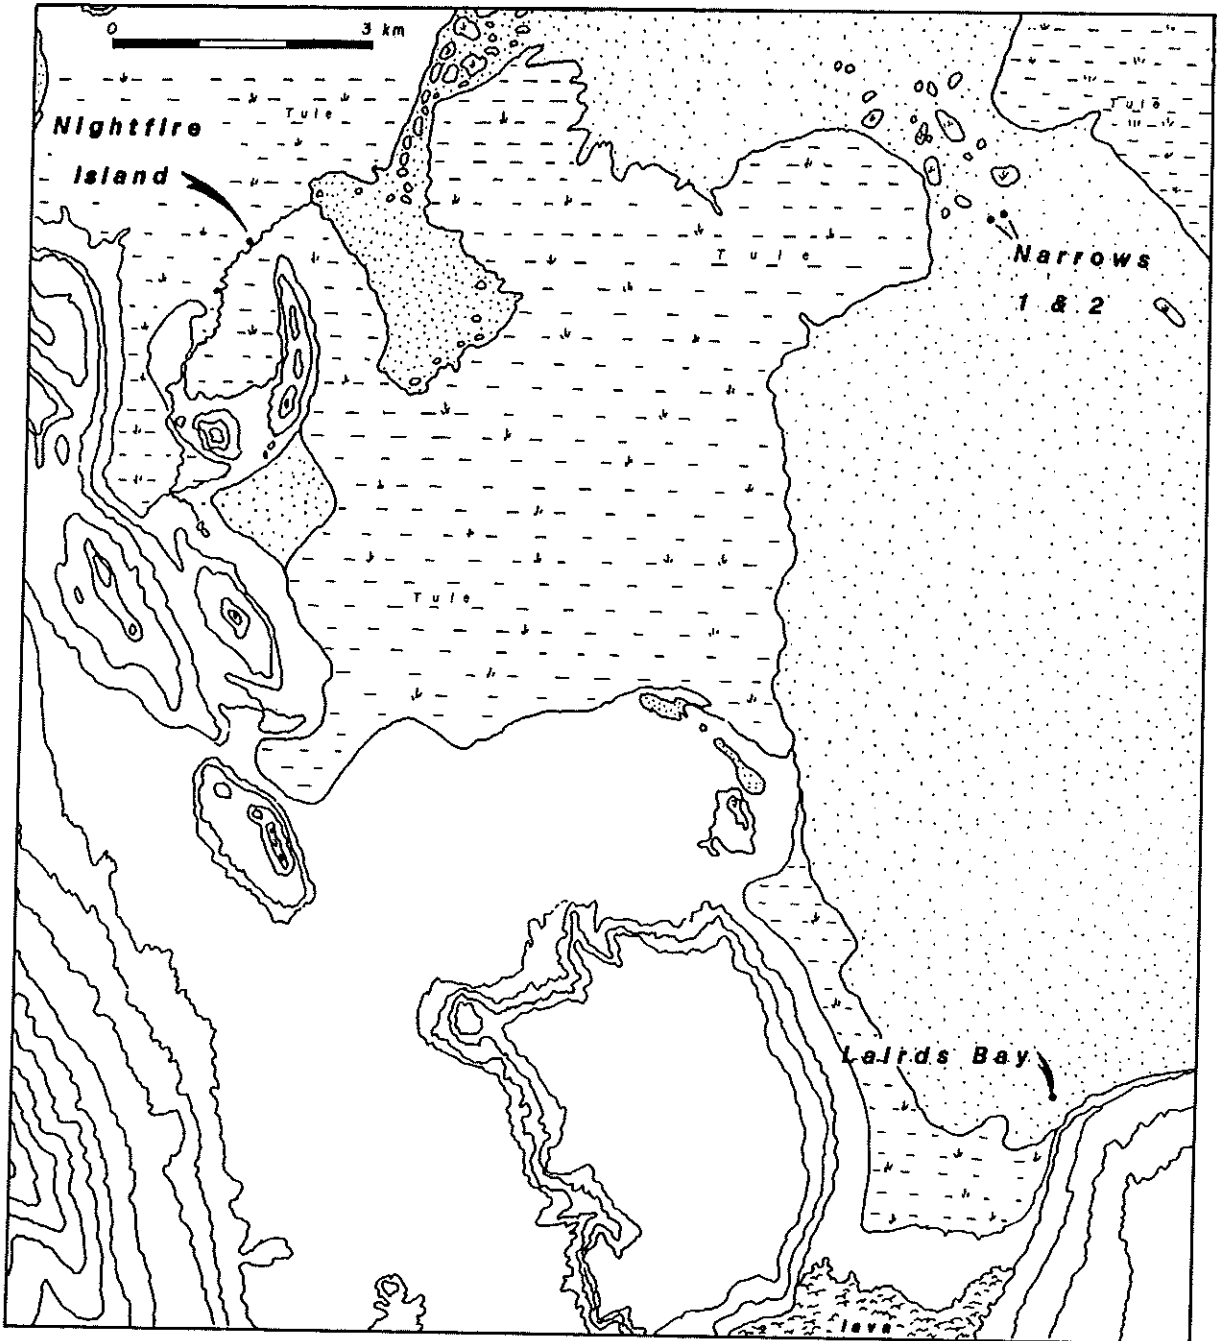 0 3 km
Tule
Tule
Nightfire
Island
Tule
Narrows
1 & 2
Tule
Lairds Bay
lava